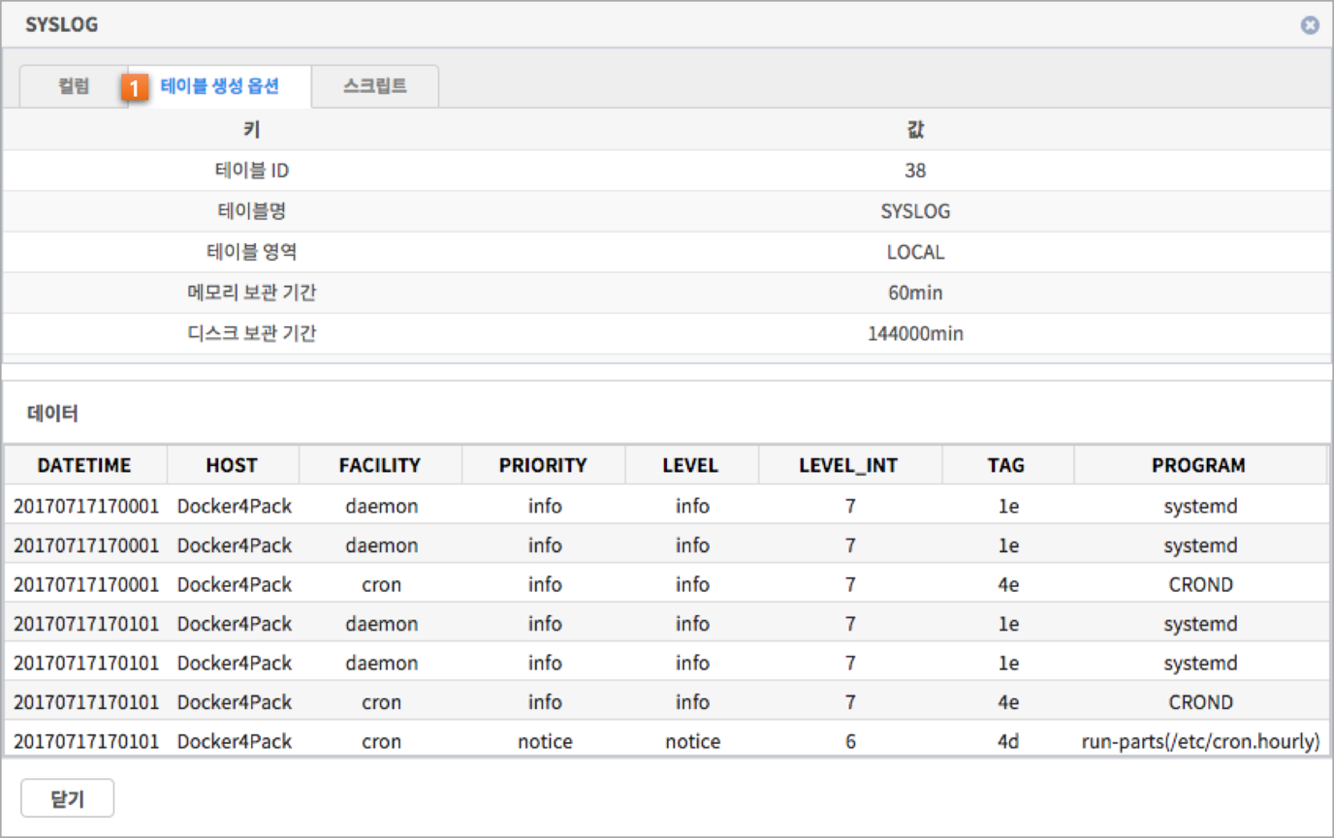 SYSLOG
컬럼 1 테이블 생성 옵션 스크립트
키 값
테이블 ID 38
테이블명 SYSLOG
테이블 영역 LOCAL
메모리 보관 기간 60min
디스크 보관 기간 144000min
데이터
DATETIME HOST FACILITY PRIORITY LEVEL LEVEL_INT TAG PROGRAM
20170717170001 Docker4Pack daemon info info 7 1e systemd
20170717170001 Docker4Pack daemon info info 7 1e systemd
20170717170001 Docker4Pack cron info info 7 4e CROND
20170717170101 Docker4Pack daemon info info 7 1e systemd
20170717170101 Docker4Pack daemon info info 7 1e systemd
20170717170101 Docker4Pack cron info info 7 4e CROND
20170717170101 Docker4Pack cron notice notice 6 4d run-parts(/etc/cron.hourly)
닫기